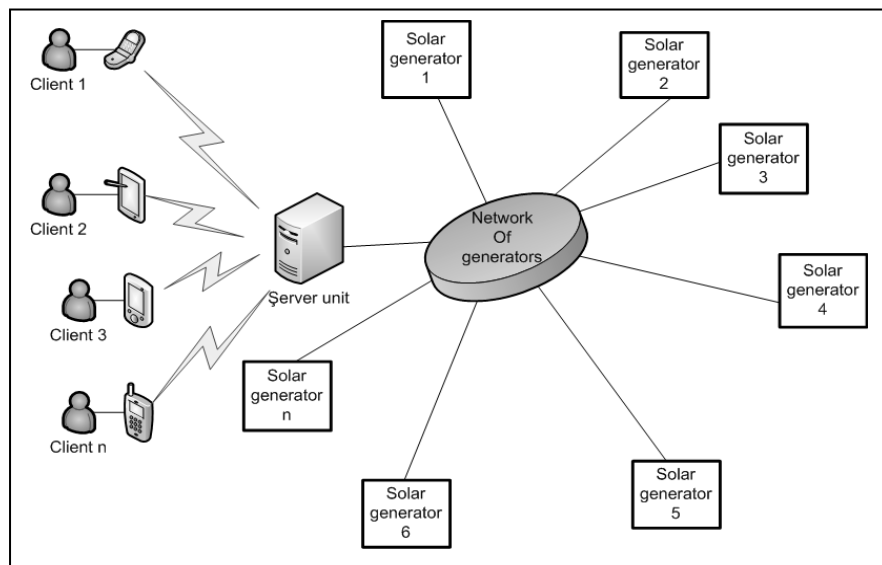 Client 1
Client 2
Client 3
Client n
Şerver unit
Network
Of
generators
Solar
generator
1
Solar
generator
2
Solar
generator
3
Solar
generator
4
Solar
generator
5
Solar
generator
6
Solar
generator
n